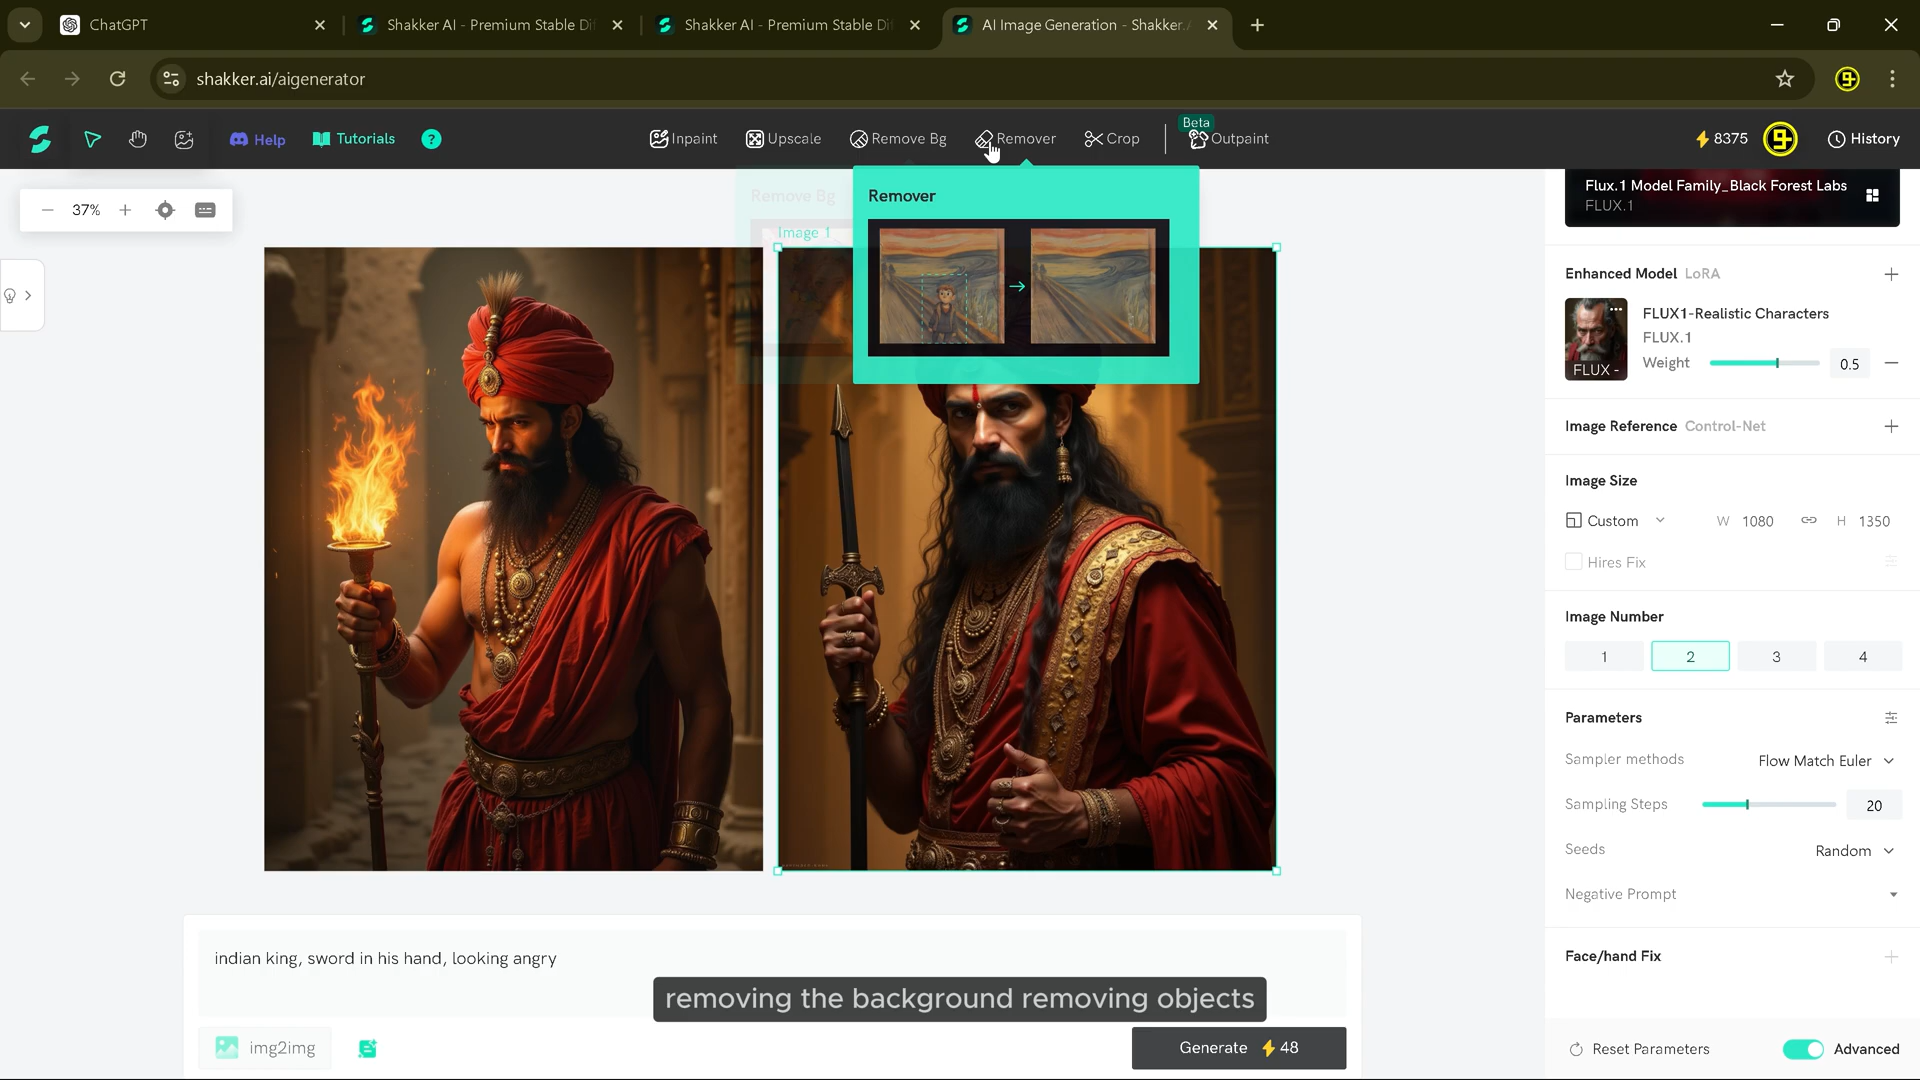 ChatGPT
Shakker AI - Premium Stable Di
Shakker AI - Premium Stable Di
AI Image Generation - Shakker.
shakker.ai/aigenerator
Help
Tutorials
?
Inpaint
Upscale
Remove Bg
Remover
Crop
Beta
Outpaint
8375
History
37%
Remove Bg
Remover
Image 1
Flux.1 Model Family_Black Forest Labs
FLUX.1
Enhanced Model LoRA
FLUX1-Realistic Characters
FLUX.1
FLUX -
Weight
0.5
Image Reference Control-Net
Image Size
Custom
W 1080
H 1350
Hires Fix
Image Number
1
2
3
4
Parameters
Sampler methods
Flow Match Euler
Sampling Steps
20
Seeds
Random
Negative Prompt
Face/hand Fix
indian king, sword in his hand, looking angry
removing the background removing objects
img2img
Generate 48
Reset Parameters
Advanced